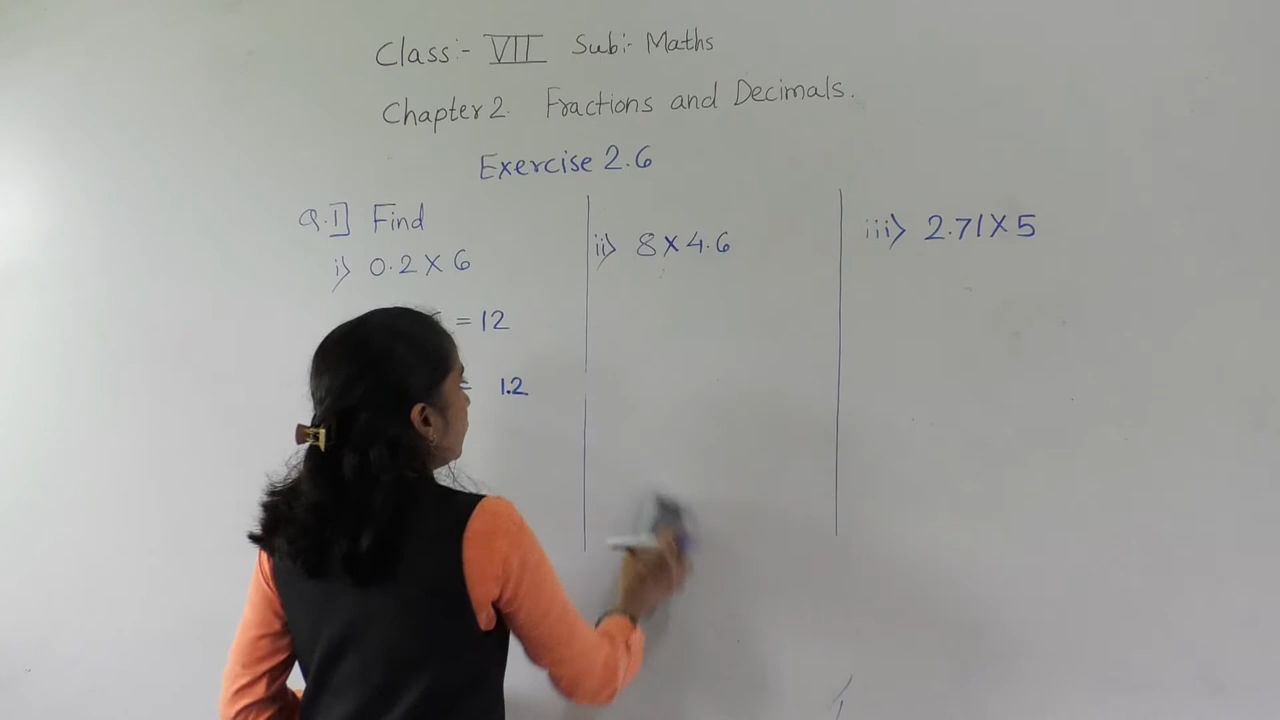 Class:- VII Sub:- Maths
Chapter 2. Fractions and Decimals.
Exercise 2.6
Q.1] Find
i) 0.2 X 6
= 12
= 1.2
ii) 8 X 4.6
iii) 2.71 X 5